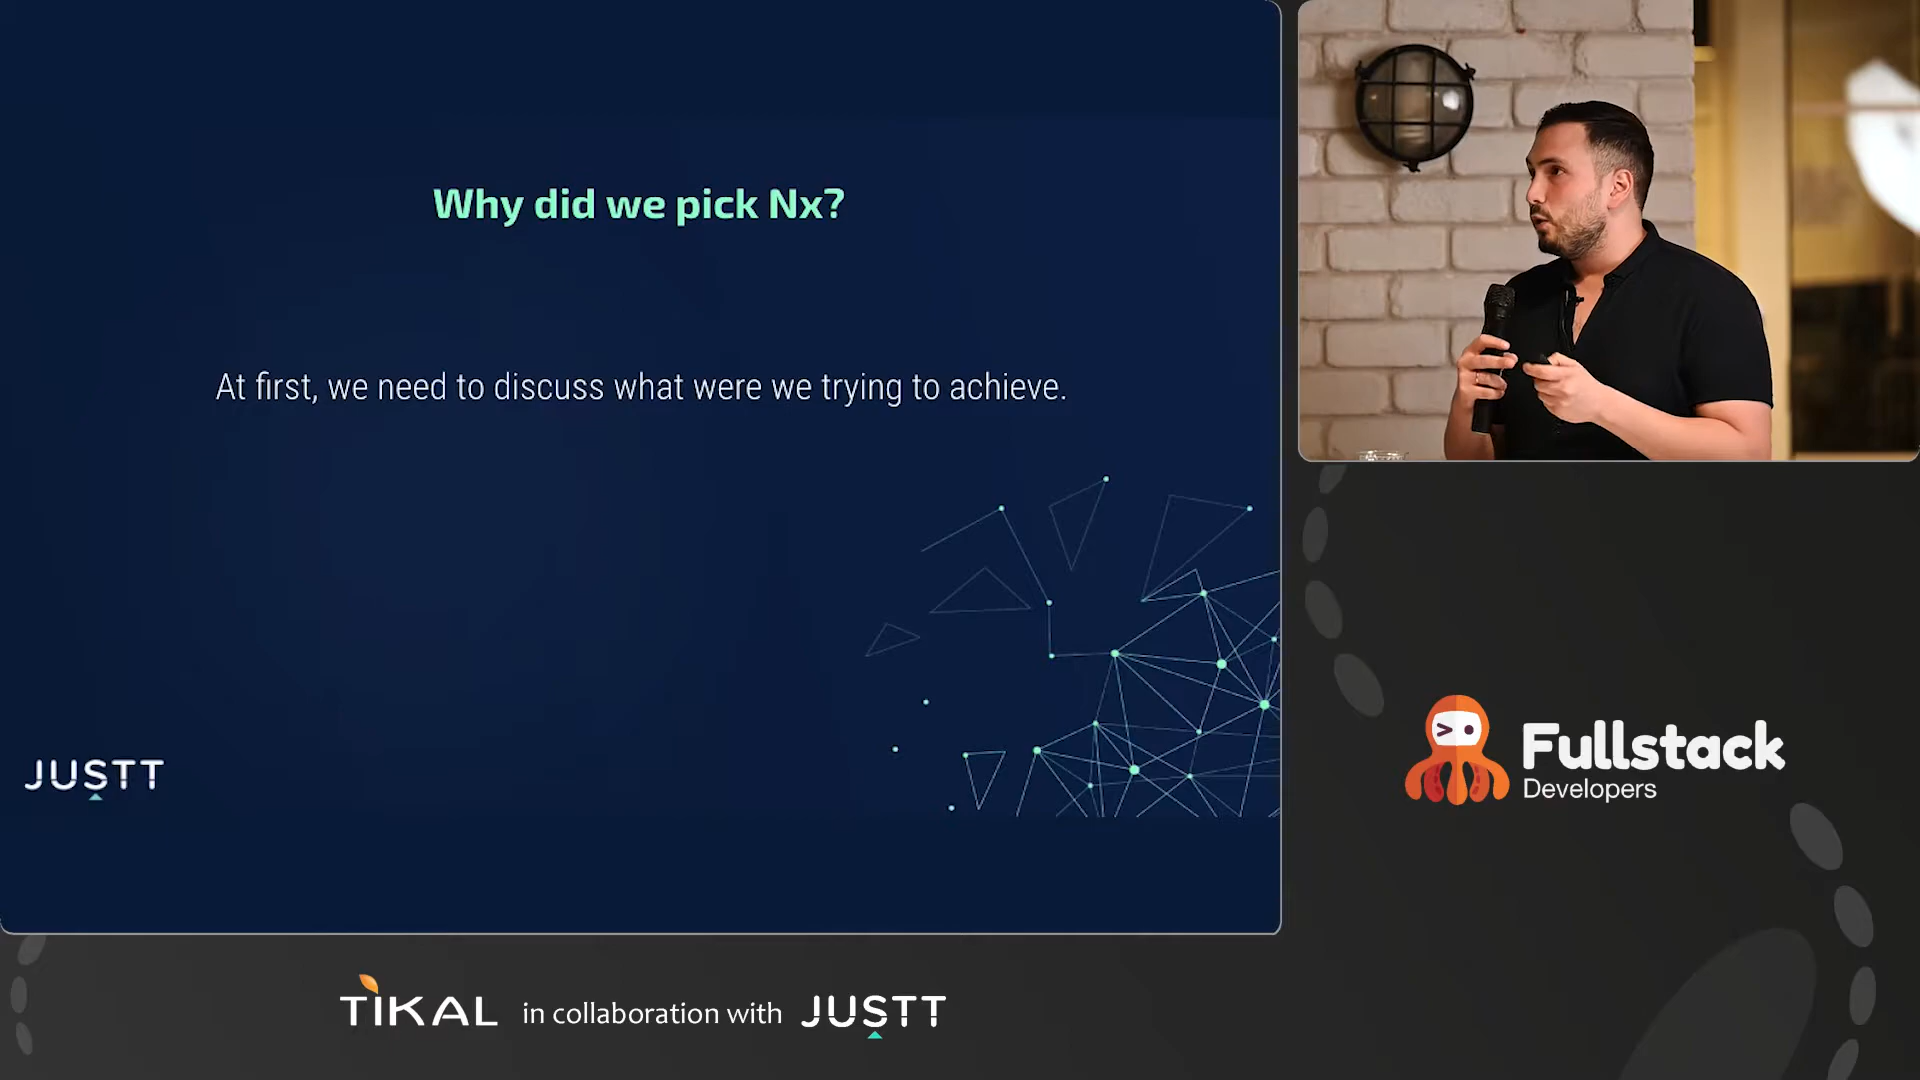 Why did we pick Nx?
At first, we need to discuss what were we trying to achieve.
JUSTT
Fullstack
Developers
TIKAL in collaboration with JUSTT